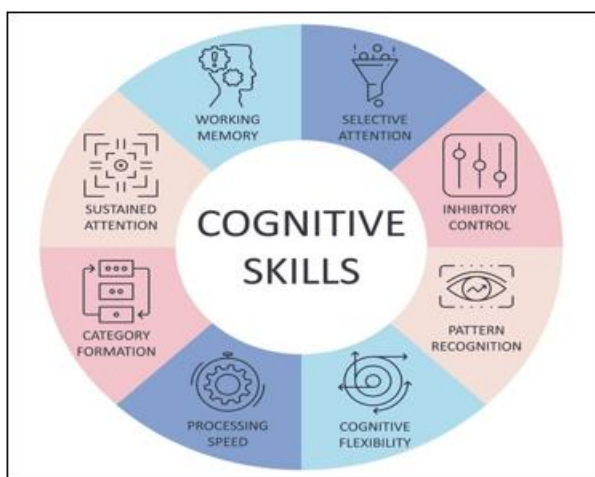 COGNITIVE
SKILLS
WORKING
MEMORY
SELECTIVE
ATTENTION
INHIBITORY
CONTROL
PATTERN
RECOGNITION
COGNITIVE
FLEXIBILITY
PROCESSING
SPEED
CATEGORY
FORMATION
SUSTAINED
ATTENTION